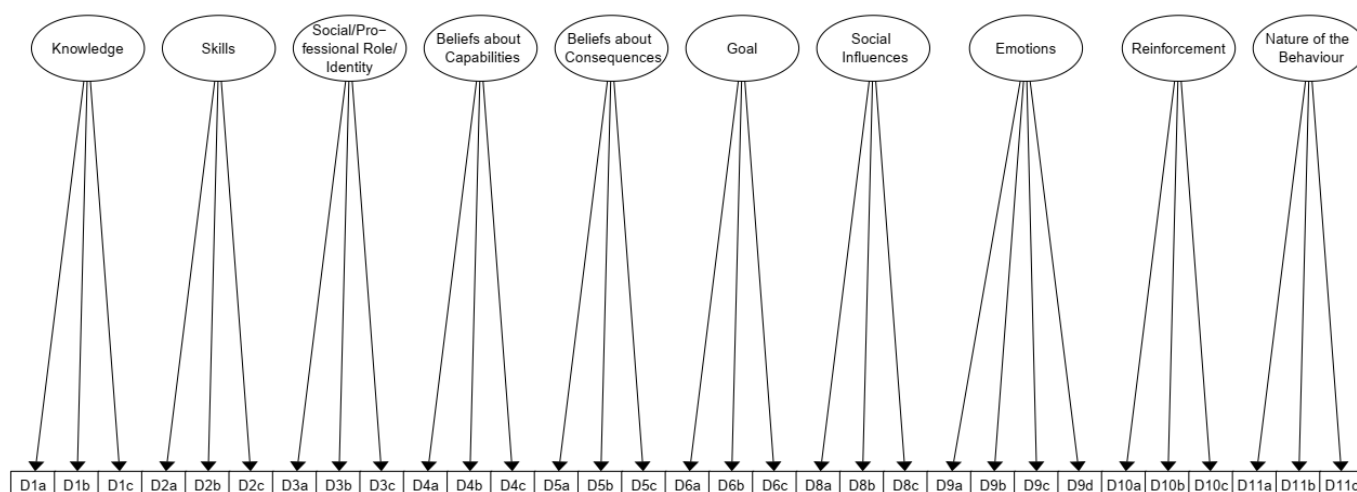 Knowledge
Skills
Social/Pro−
fessional Role/
Identity
Beliefs about
Capabilities
Beliefs about
Consequences
Goal
Social
Influences
Emotions
Reinforcement
Nature of the
Behaviour
D1a D1b D1c D2a D2b D2c D3a D3b D3c D4a D4b D4c D5a D5b D5c D6a D6b D6c D8a D8b D8c D9a D9b D9c D9d D10a D10b D10c D11a D11b D11c